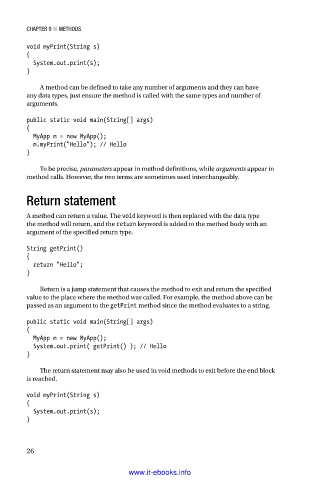 CHAPTER 9 ■ METHODS
void myPrint(String s)
{
  System.out.print(s);
}
A method can be defined to take any number of arguments and they can have
any data types, just ensure the method is called with the same types and number of
arguments.
public static void main(String[] args)
{
  MyApp m = new MyApp();
  m.myPrint("Hello"); // Hello
}
To be precise, parameters appear in method definitions, while arguments appear in
method calls. However, the two terms are sometimes used interchangeably.
Return statement
A method can return a value. The void keyword is then replaced with the data type
the method will return, and the return keyword is added to the method body with an
argument of the specified return type.
String getPrint()
{
  return "Hello";
}
Return is a jump statement that causes the method to exit and return the specified
value to the place where the method was called. For example, the method above can be
passed as an argument to the getPrint method since the method evaluates to a string.
public static void main(String[] args)
{
  MyApp m = new MyApp();
  System.out.print( getPrint() ); // Hello
}
The return statement may also be used in void methods to exit before the end block
is reached.
void myPrint(String s)
{
  System.out.print(s);
}
26
www.it-ebooks.info